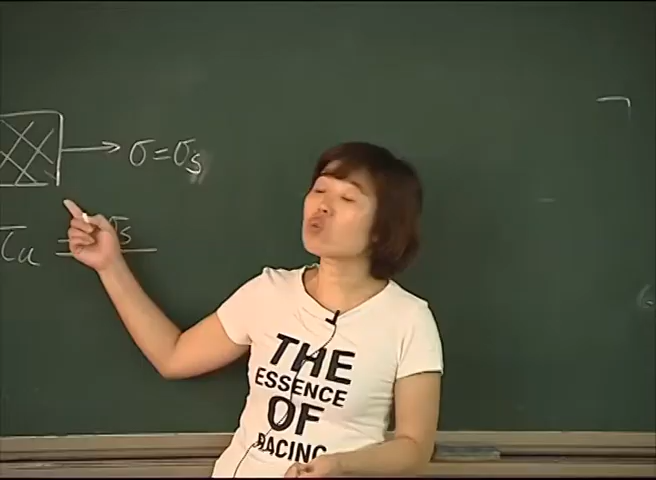 σ=σs
τu
THE
ESSENCE
OF
RACING